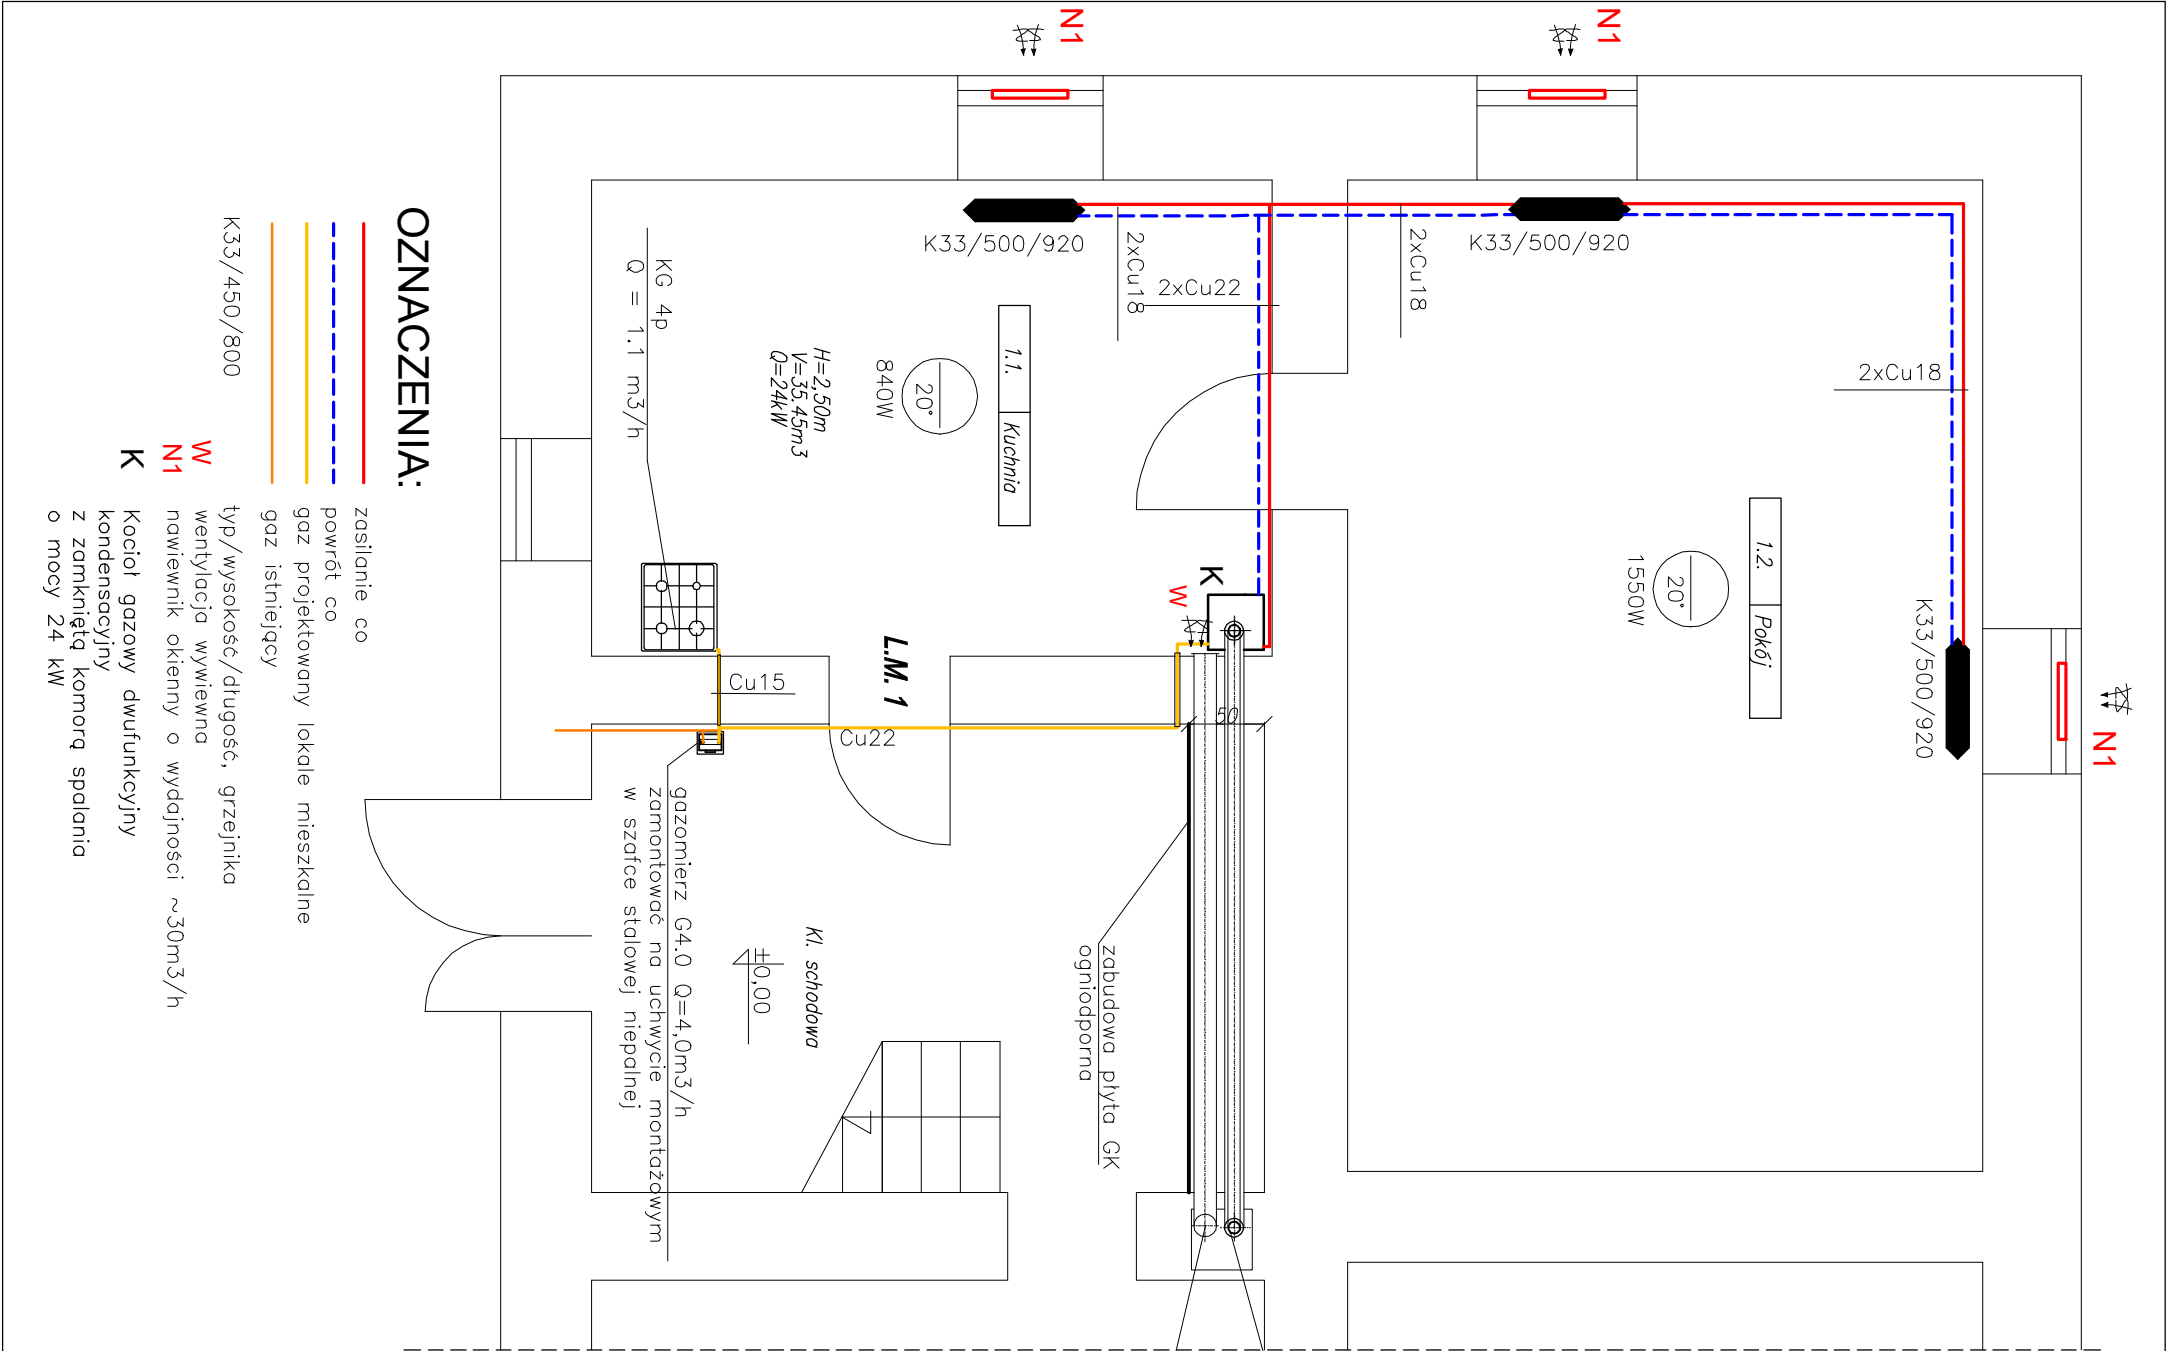 N1
N1
K33/500/920
K33/500/920
2xCu18
2xCu22
2xCu18
2xCu18
K33/500/920
N1
1.1. Kuchnia
20°
840W
H=2,50m
V=35.45m3
Q=24kW
KG 4p
Q = 1.1 m3/h
1.2. Pokój
20°
1550W
K
W
L.M. 1
Cu15
Cu22
50
gazomierz G4.0 Q=4,0m3/h
zamontować na uchwycie montażowym
w szafce stalowej niepalnej
Kl. schodowa
±0,00
zabudowa płyta GK
ogniodporna
OZNACZENIA:
zasilanie co
powrót co
gaz projektowany lokale mieszkalne
gaz istniejący
K33/450/800 typ/wysokość/długość, grzejnika
W wentylacja wywiewna
N1 nawiewnik okienny o wydajności ~30m3/h
K Kocioł gazowy dwufunkcyjny
kondensacyjny
z zamkniętą komorą spalania
o mocy 24 kW